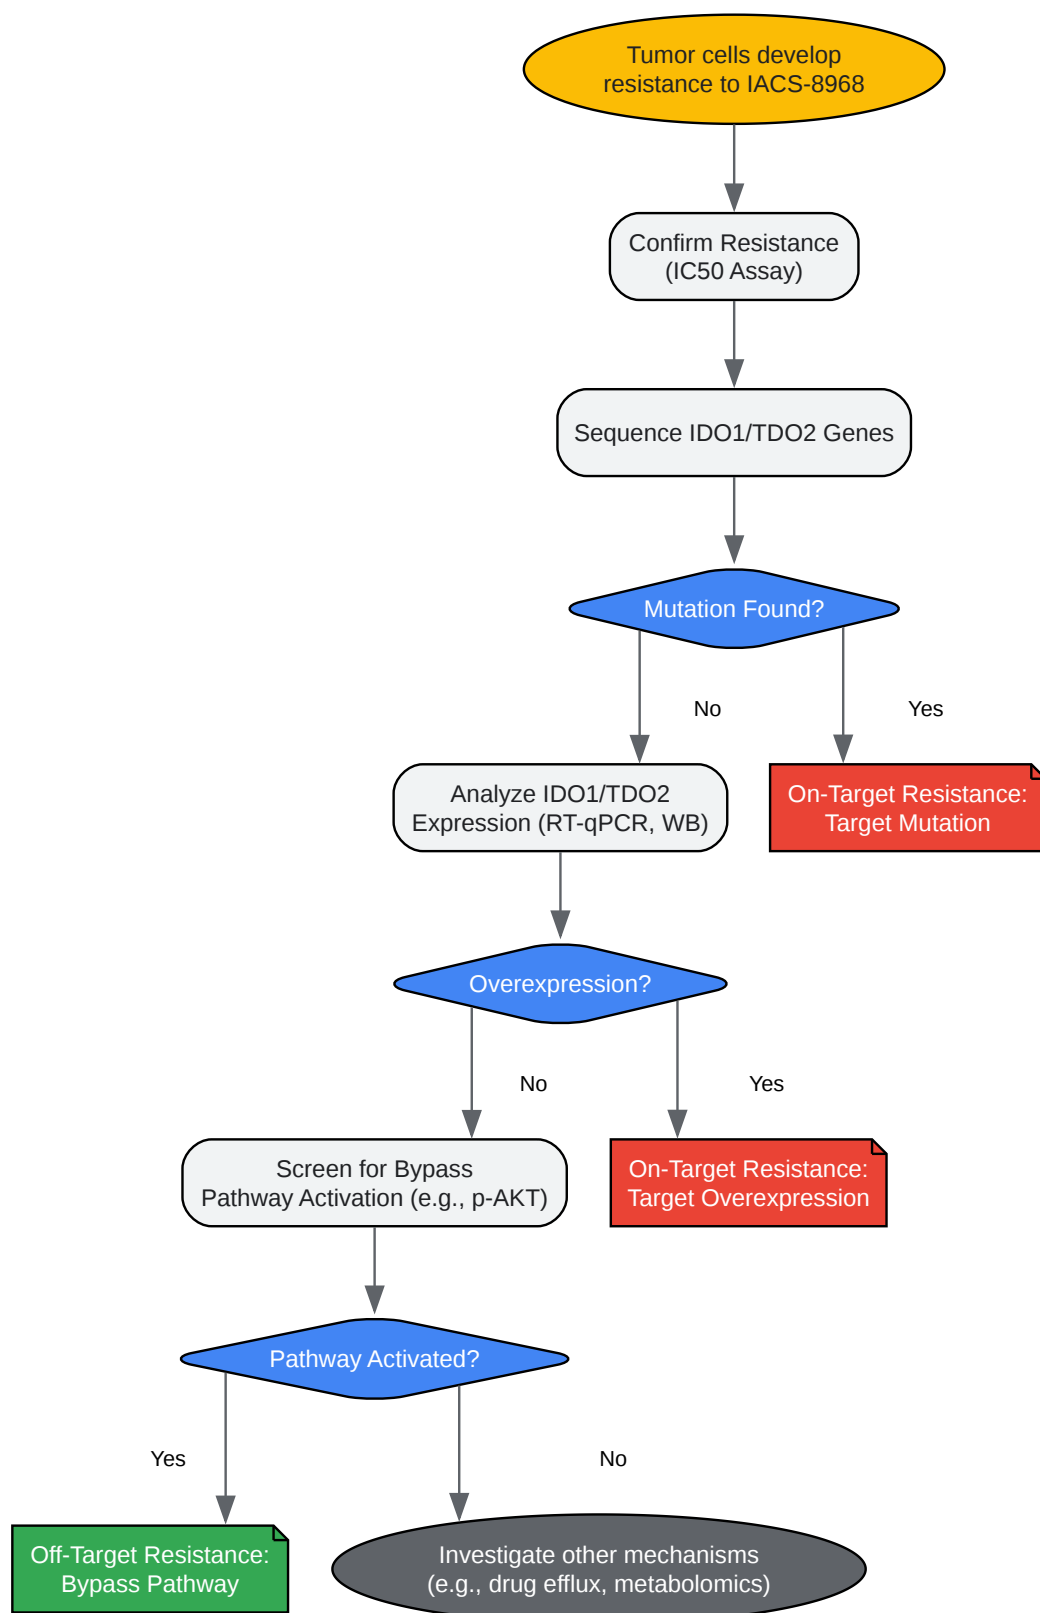 Tumor cells develop
resistance to IACS-8968
Confirm Resistance
(IC50 Assay)
Sequence IDO1/TDO2 Genes
Mutation Found?
No
Yes
Analyze IDO1/TDO2
Expression (RT-qPCR, WB)
On-Target Resistance:
Target Mutation
Overexpression?
No
Yes
Screen for Bypass
Pathway Activation (e.g., p-AKT)
On-Target Resistance:
Target Overexpression
Pathway Activated?
Yes
No
Off-Target Resistance:
Bypass Pathway
Investigate other mechanisms
(e.g., drug efflux, metabolomics)